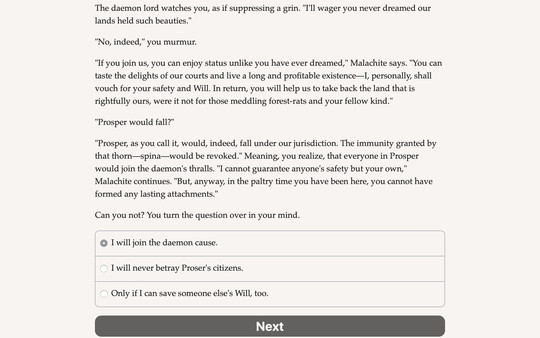 The daemon lord watches you, as if suppressing a grin. "I'll wager you never dreamed our
lands held such beauties."
"No, indeed," you murmur.
"If you join us, you can enjoy status unlike you have ever dreamed," Malachite says. "You can
taste the delights of our courts and live a long and profitable existence—I, personally, shall
vouch for your safety and Will. In return, you will help us to take back the land that is
rightfully ours, were it not for those meddling forest-rats and your fellow kind."
"Prosper would fall?"
"Prosper, as you call it, would, indeed, fall under our jurisdiction. The immunity granted by
that thorn—spina—would be revoked." Meaning, you realize, that everyone in Prosper
would join the daemon's thralls. "I cannot guarantee anyone's safety but your own,"
Malachite continues. "But, anyway, in the paltry time you have been here, you cannot have
formed any lasting attachments."
Can you not? You turn the question over in your mind.
I will join the daemon cause.
I will never betray Proser's citizens.
Only if I can save someone else's Will, too.
Next